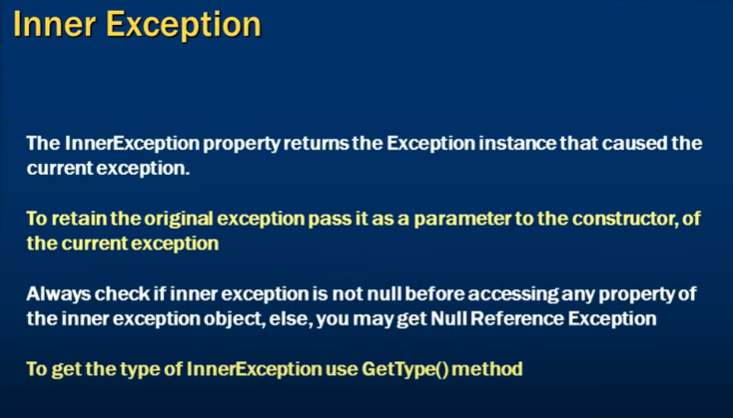 Inner Exception
The InnerException property returns the Exception instance that caused the
current exception.
To retain the original exception pass it as a parameter to the constructor, of
the current exception
Always check if inner exception is not null before accessing any property of
the inner exception object, else, you may get Null Reference Exception
To get the type of InnerException use GetType() method